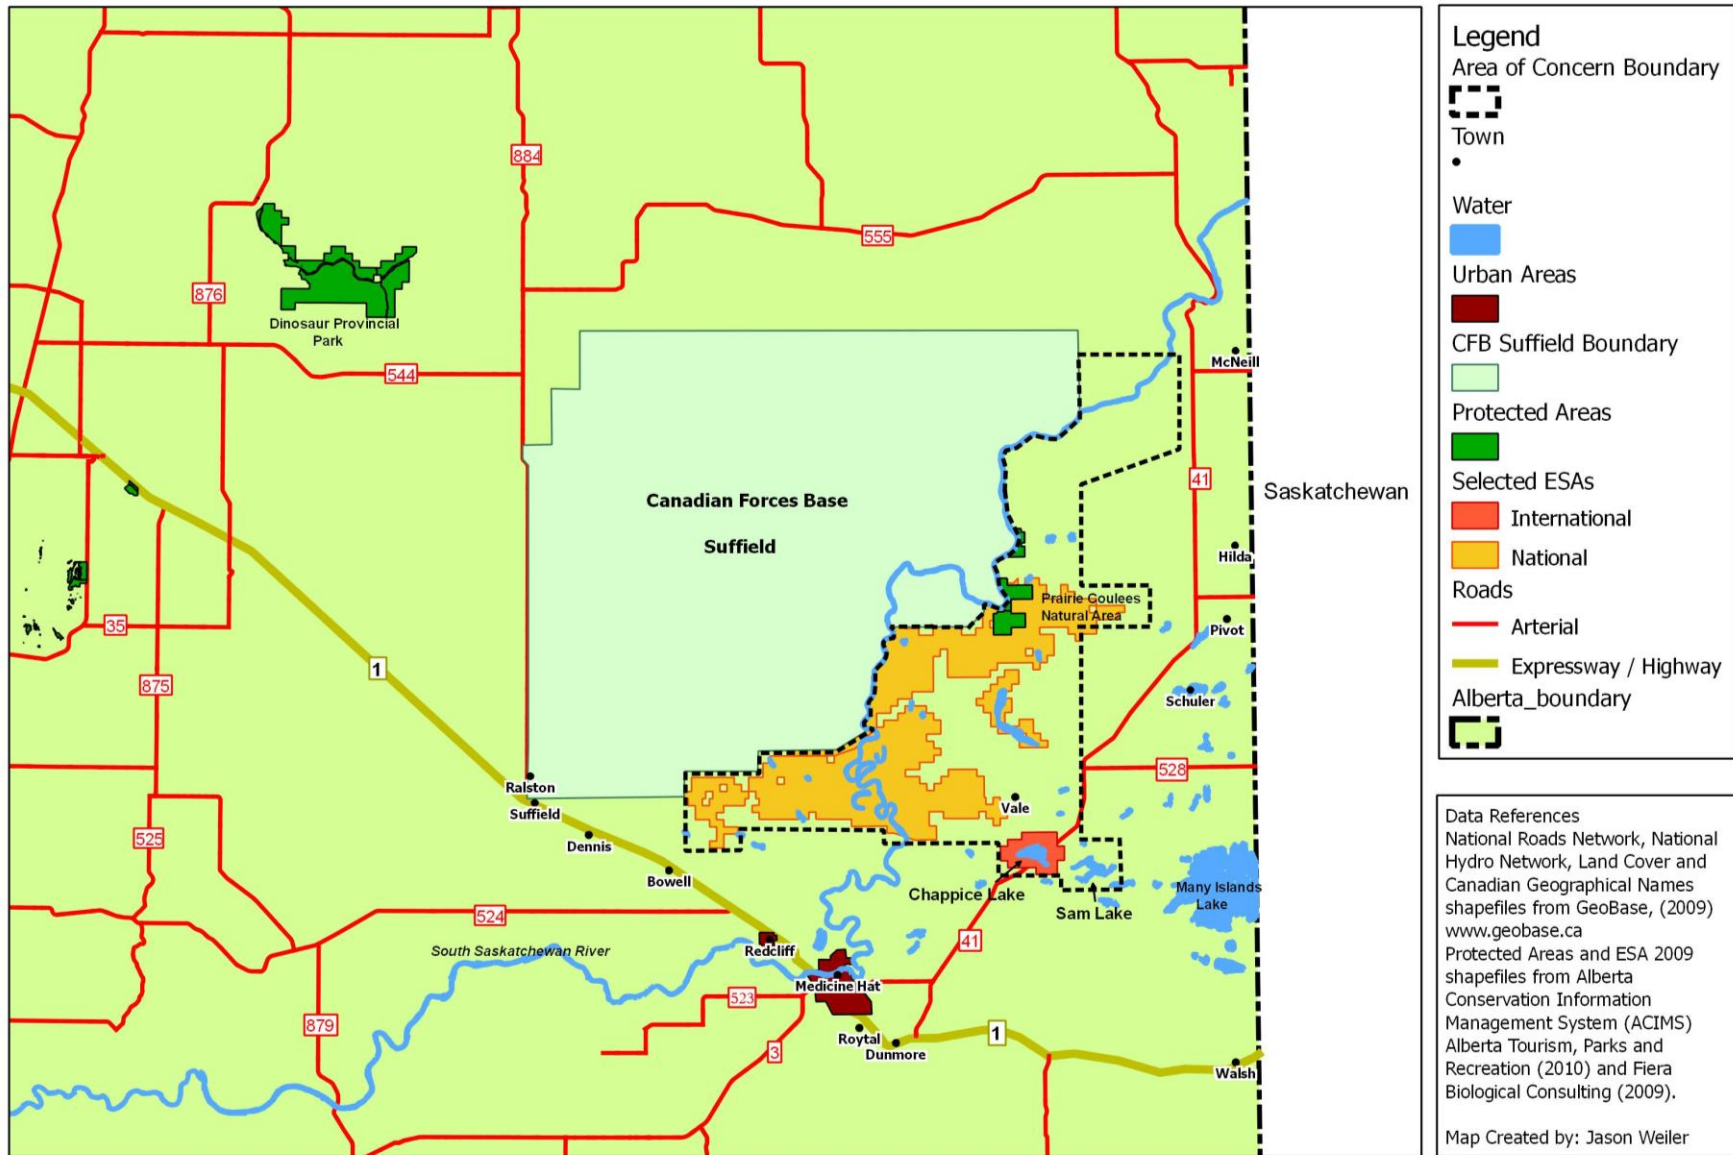 884
555
876
Dinosaur Provincial
Park
544
McNeill
41
Canadian Forces Base
Suffield
Saskatchewan
Hilda
Prairie Coulees
Natural Area
35
Pivot
1
875
Schuler
528
Ralston
Suffield
Vale
525
Dennis
Bowell
Chappice Lake
Sam Lake
Many Islands
Lake
524
South Saskatchewan River
Redcliff
41
Medicine Hat
523
879
Roytal
Dunmore
1
3
Walsh
Legend
Area of Concern Boundary
Town
Water
Urban Areas
CFB Suffield Boundary
Protected Areas
Selected ESAs
International
National
Roads
Arterial
Expressway / Highway
Alberta_boundary
Data References
National Roads Network, National
Hydro Network, Land Cover and
Canadian Geographical Names
shapefiles from GeoBase, (2009)
www.geobase.ca
Protected Areas and ESA 2009
shapefiles from Alberta
Conservation Information
Management System (ACIMS)
Alberta Tourism, Parks and
Recreation (2010) and Fiera
Biological Consulting (2009).
Map Created by: Jason Weiler